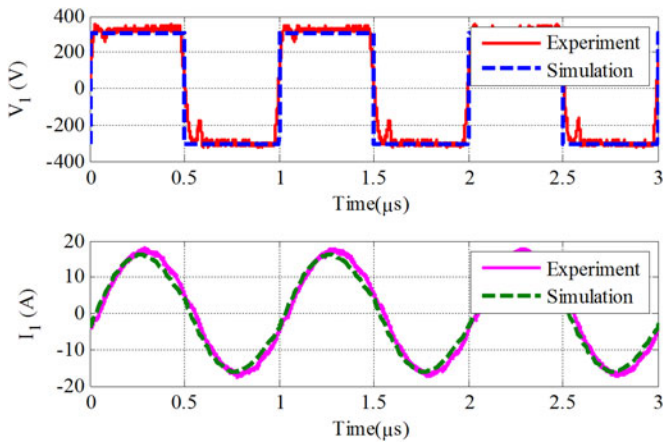 400
200
0
-200
-400
V1 (V)
Experiment
Simulation
0 0.5 1 1.5 2 2.5 3
Time(μs)
20
10
0
-10
-20
I1 (A)
Experiment
Simulation
0 0.5 1 1.5 2 2.5 3
Time(μs)